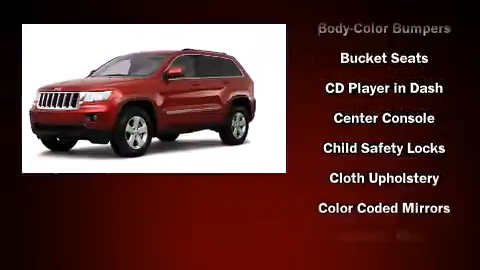 Body-Color Bumpers
Bucket Seats
CD Player in Dash
Center Console
Child Safety Locks
Cloth Upholstery
Color Coded Mirrors